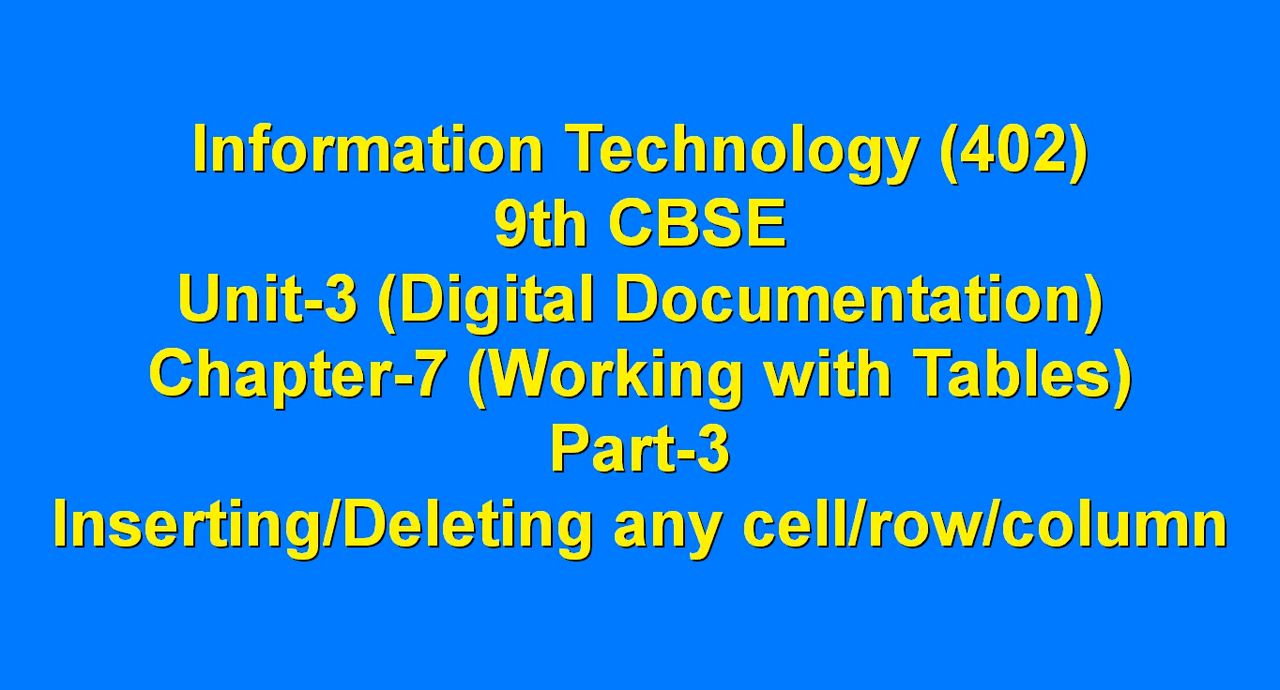 Information Technology (402)
9th CBSE
Unit-3 (Digital Documentation)
Chapter-7 (Working with Tables)
Part-3
Inserting/Deleting any cell/row/column